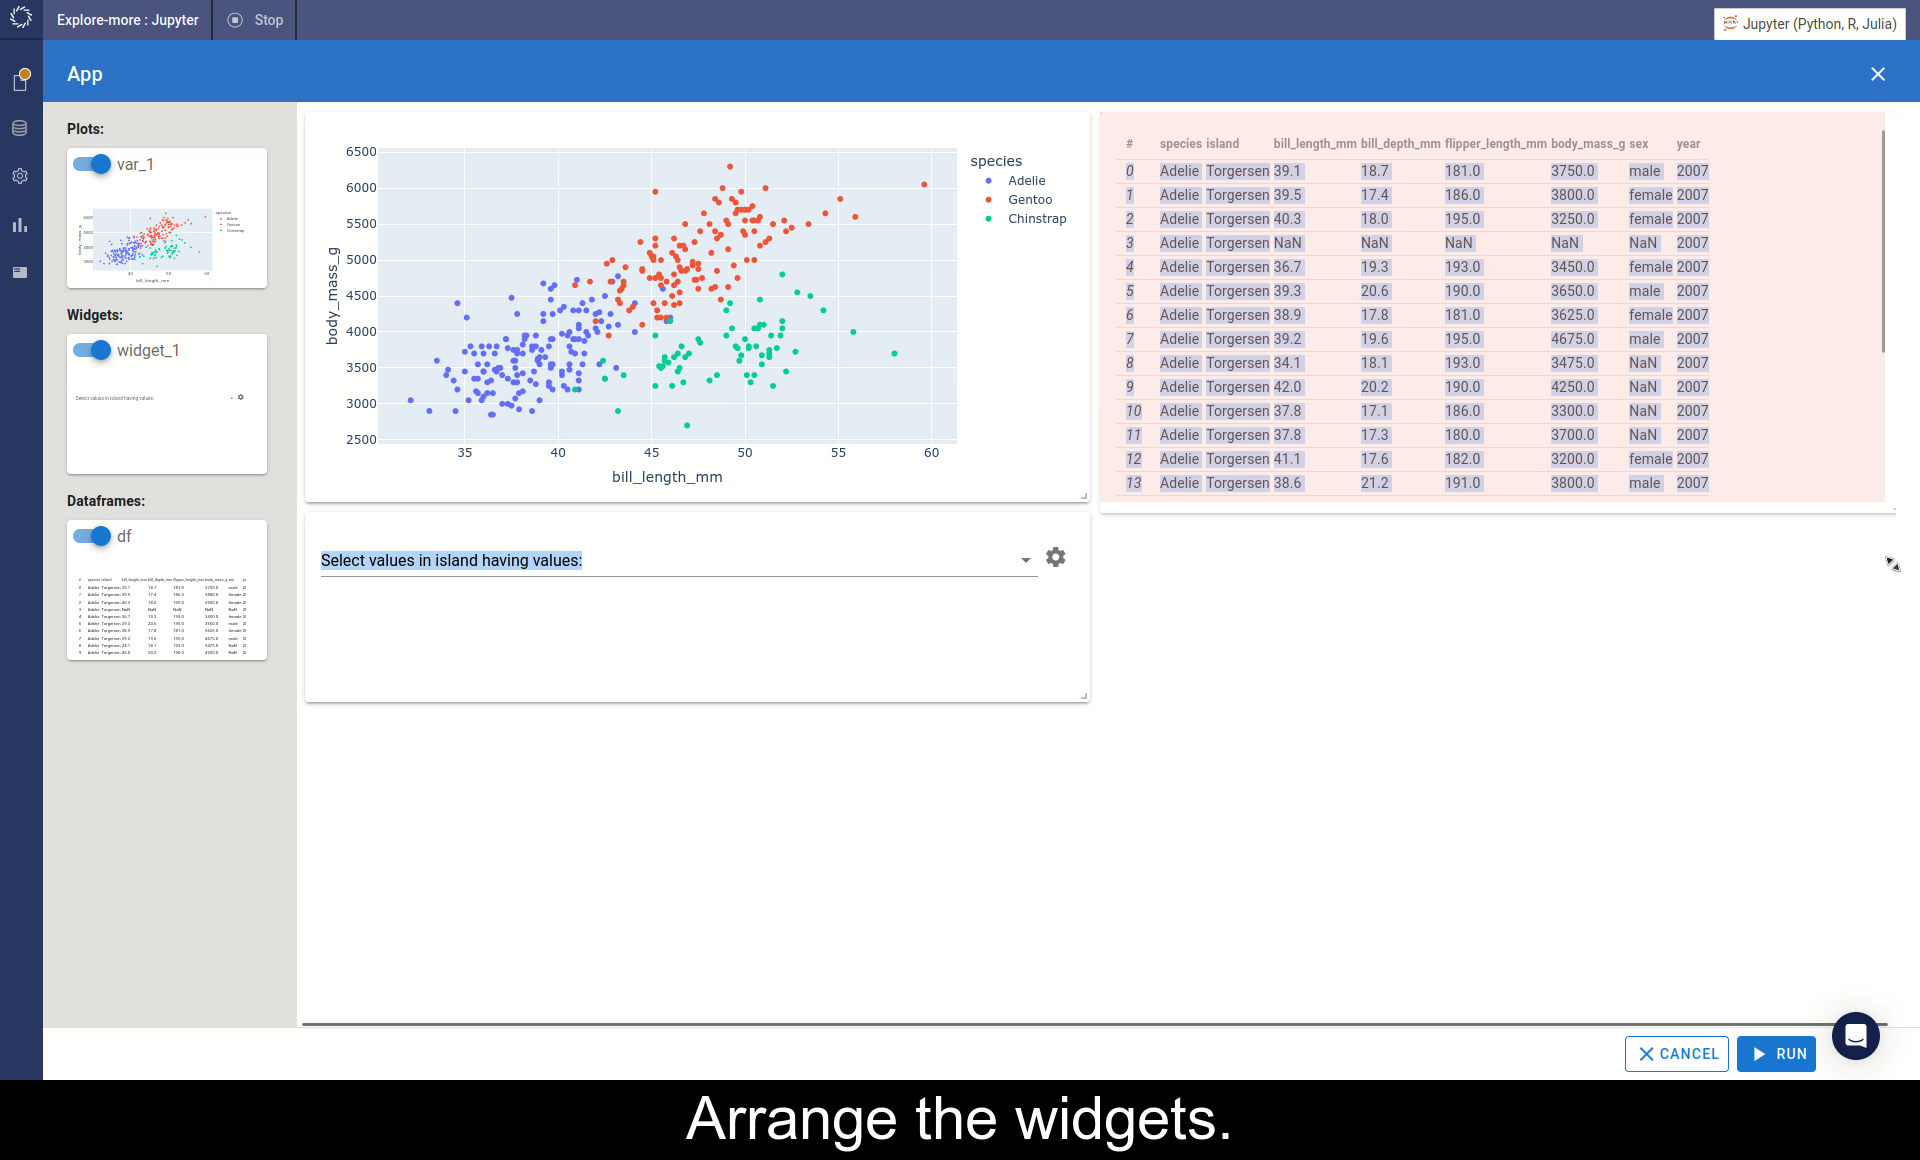 Explore-more : Jupyter
Stop
Jupyter (Python, R, Julia)
App
Plots:
var_1
Widgets:
widget_1
Select values in island having values:
Dataframes:
df
6500
6000
5500
5000
4500
4000
3500
3000
2500
body_mass_g
35 40 45 50 55 60
bill_length_mm
species
Adelie
Gentoo
Chinstrap
# species island bill_length_mm bill_depth_mm flipper_length_mm body_mass_g sex year
0 Adelie Torgersen 39.1 18.7 181.0 3750.0 male 2007
1 Adelie Torgersen 39.5 17.4 186.0 3800.0 female 2007
2 Adelie Torgersen 40.3 18.0 195.0 3250.0 female 2007
3 Adelie Torgersen NaN NaN NaN NaN NaN 2007
4 Adelie Torgersen 36.7 19.3 193.0 3450.0 female 2007
5 Adelie Torgersen 39.3 20.6 190.0 3650.0 male 2007
6 Adelie Torgersen 38.9 17.8 181.0 3625.0 female 2007
7 Adelie Torgersen 39.2 19.6 195.0 4675.0 male 2007
8 Adelie Torgersen 34.1 18.1 193.0 3475.0 NaN 2007
9 Adelie Torgersen 42.0 20.2 190.0 4250.0 NaN 2007
10 Adelie Torgersen 37.8 17.1 186.0 3300.0 NaN 2007
11 Adelie Torgersen 37.8 17.3 180.0 3700.0 NaN 2007
12 Adelie Torgersen 41.1 17.6 182.0 3200.0 female 2007
13 Adelie Torgersen 38.6 21.2 191.0 3800.0 male 2007
Select values in island having values:
CANCEL
RUN
Arrange the widgets.